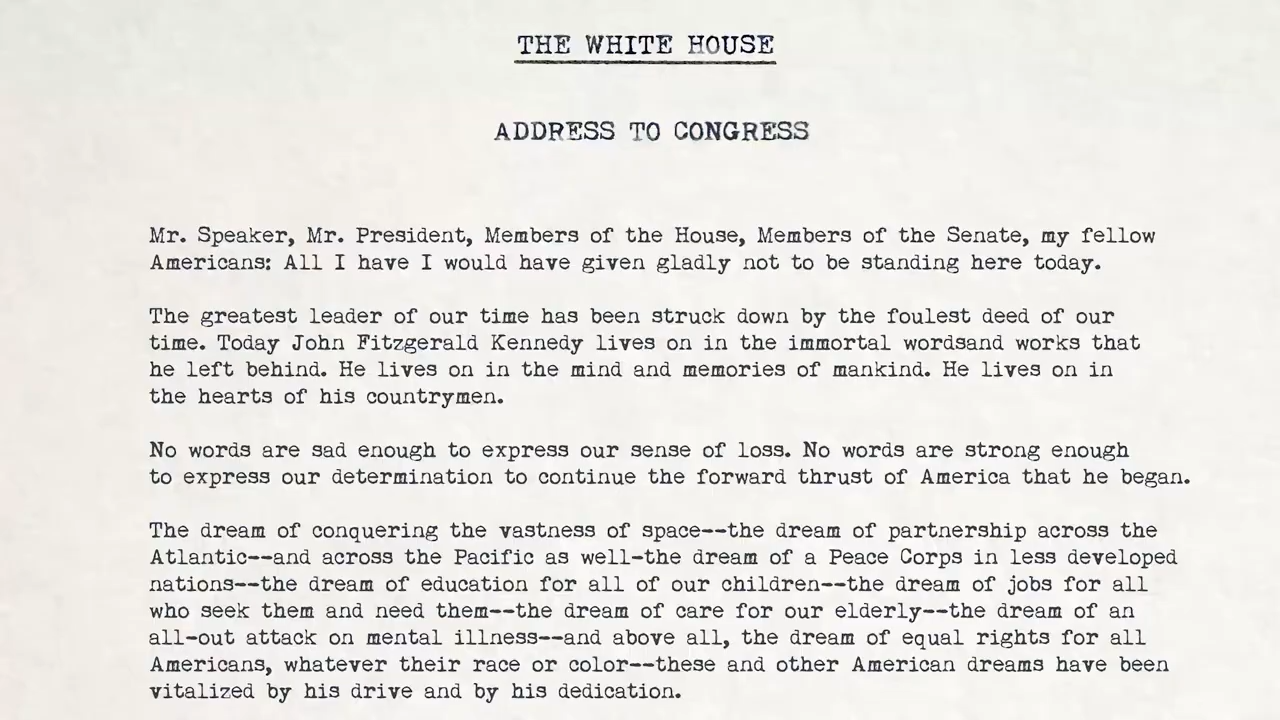 THE WHITE HOUSE
ADDRESS TO CONGRESS
Mr. Speaker, Mr. President, Members of the House, Members of the Senate, my fellow
Americans: All I have I would have given gladly not to be standing here today.
The greatest leader of our time has been struck down by the foulest deed of our
time. Today John Fitzgerald Kennedy lives on in the immortal wordsand works that
he left behind. He lives on in the mind and memories of mankind. He lives on in
the hearts of his countrymen.
No words are sad enough to express our sense of loss. No words are strong enough
to express our determination to continue the forward thrust of America that he began.
The dream of conquering the vastness of space--the dream of partnership across the
Atlantic--and across the Pacific as well-the dream of a Peace Corps in less developed
nations--the dream of education for all of our children--the dream of jobs for all
who seek them and need them--the dream of care for our elderly--the dream of an
all-out attack on mental illness--and above all, the dream of equal rights for all
Americans, whatever their race or color--these and other American dreams have been
vitalized by his drive and by his dedication.